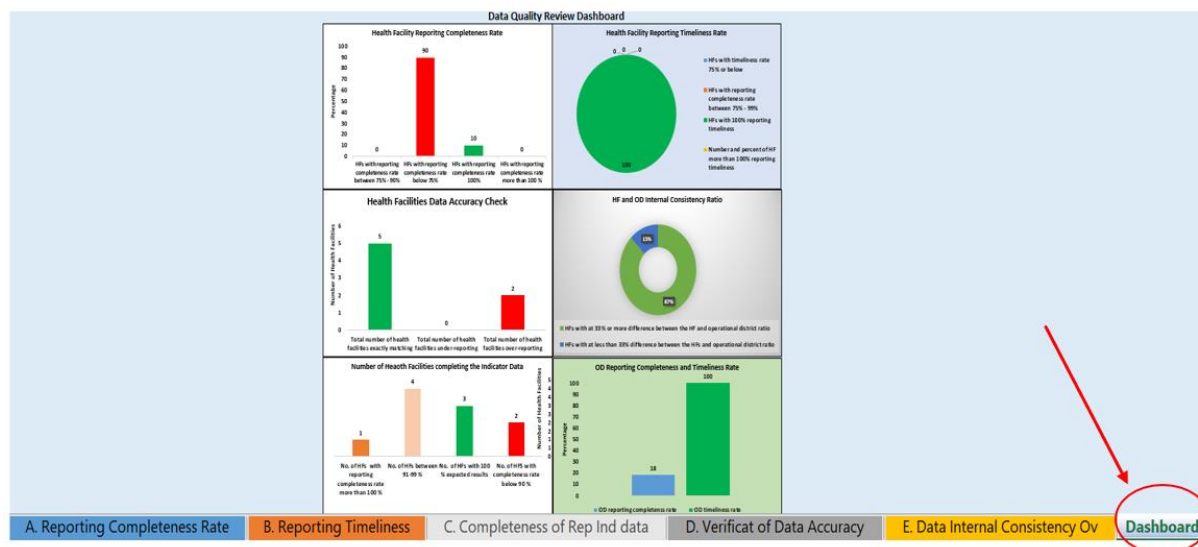 Data Quality Review Dashboard
Health Facility Reporitng Completeness Rate
Percentage
100
90
80
70
60
50
40
30
20
10
0
0
90
10
0
HFs with reporting
completeness rate
between 75% - 90%
HFs with reporting
completeness rate
below 75%
HFs with reporting
completeness rate
100%
HFs with reporting
completeness rate
more than 100 %
Health Facility Reporting Timeliness Rate
0
0
0
100
HFs with timeliness rate
75% or below
HFs with reporting
completeness rate
between 75% - 99%
HFs with 100% reporting
timeliness
Number and percent of HF
more than 100% reporting
timeliness
Health Facilities Data Accuracy Check
Number of Health Facilities
6
5
4
3
2
1
0
5
0
2
Total number of health
facilities exactly matching
Total number of health
facilities under-reporting
Total number of health
facilities over-reporting
HF and OD Internal Consistency Ratio
13%
87%
HFs with at 33% or more difference between the HF and operational district ratio
HFs with at less than 33% difference between the HFs and operational district ratio
Number of Heaoth Facilities completing the Indicator Data
1
4
3
2
Number of Health Facilities
5
4
4
3
3
2
2
1
1
0
No. of HFs with
reporting
completeness rate
more than 100 %
No. of HFs between
91-99 %
No. of HFs with 100
% expected results
No. of HFS with
completeness rate
below 90 %
OD Reporting Completeness and Timeliness Rate
Percentage
100
90
80
70
60
50
40
30
20
10
0
18
100
OD reporting completness rate
OD timeliness rate
A. Reporting Completeness Rate
B. Reporting Timeliness
C. Completeness of Rep Ind data
D. Verificat of Data Accuracy
E. Data Internal Consistency Ov
Dashboard